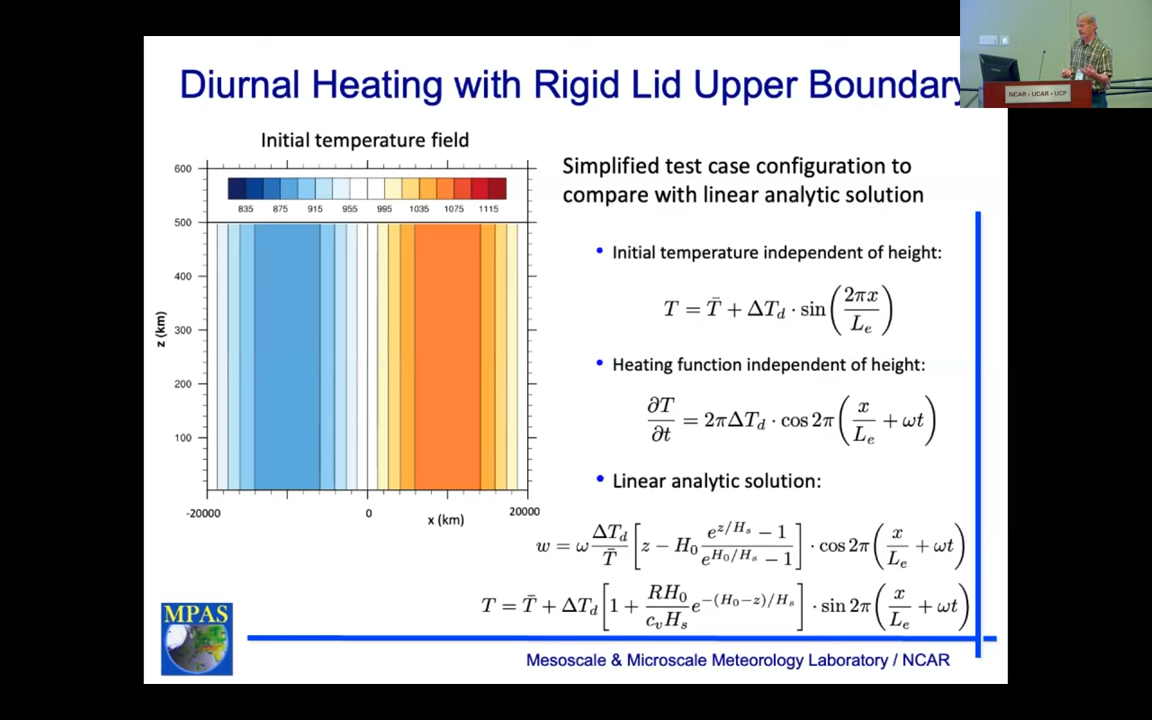 Diurnal Heating with Rigid Lid Upper Boundary
NCAR • UCAR • UCP
Initial temperature field
600
500
400
300
200
100
z (km)
835 875 915 955 995 1035 1075 1115
-20000 0 20000
x (km)
Simplified test case configuration to
compare with linear analytic solution
• Initial temperature independent of height:
T = T̄ + ΔT_d · sin(2πx / L_e)
• Heating function independent of height:
∂T/∂t = 2πΔT_d · cos 2π(x/L_e + ωt)
• Linear analytic solution:
w = ω ΔT_d/T̄ [z − H_0 (e^{z/H_s} − 1)/(e^{H_0/H_s} − 1)] · cos 2π(x/L_e + ωt)
T = T̄ + ΔT_d [1 + RH_0/(c_v H_s) e^{−(H_0−z)/H_s}] · sin 2π(x/L_e + ωt)
MPAS
Mesoscale & Microscale Meteorology Laboratory / NCAR